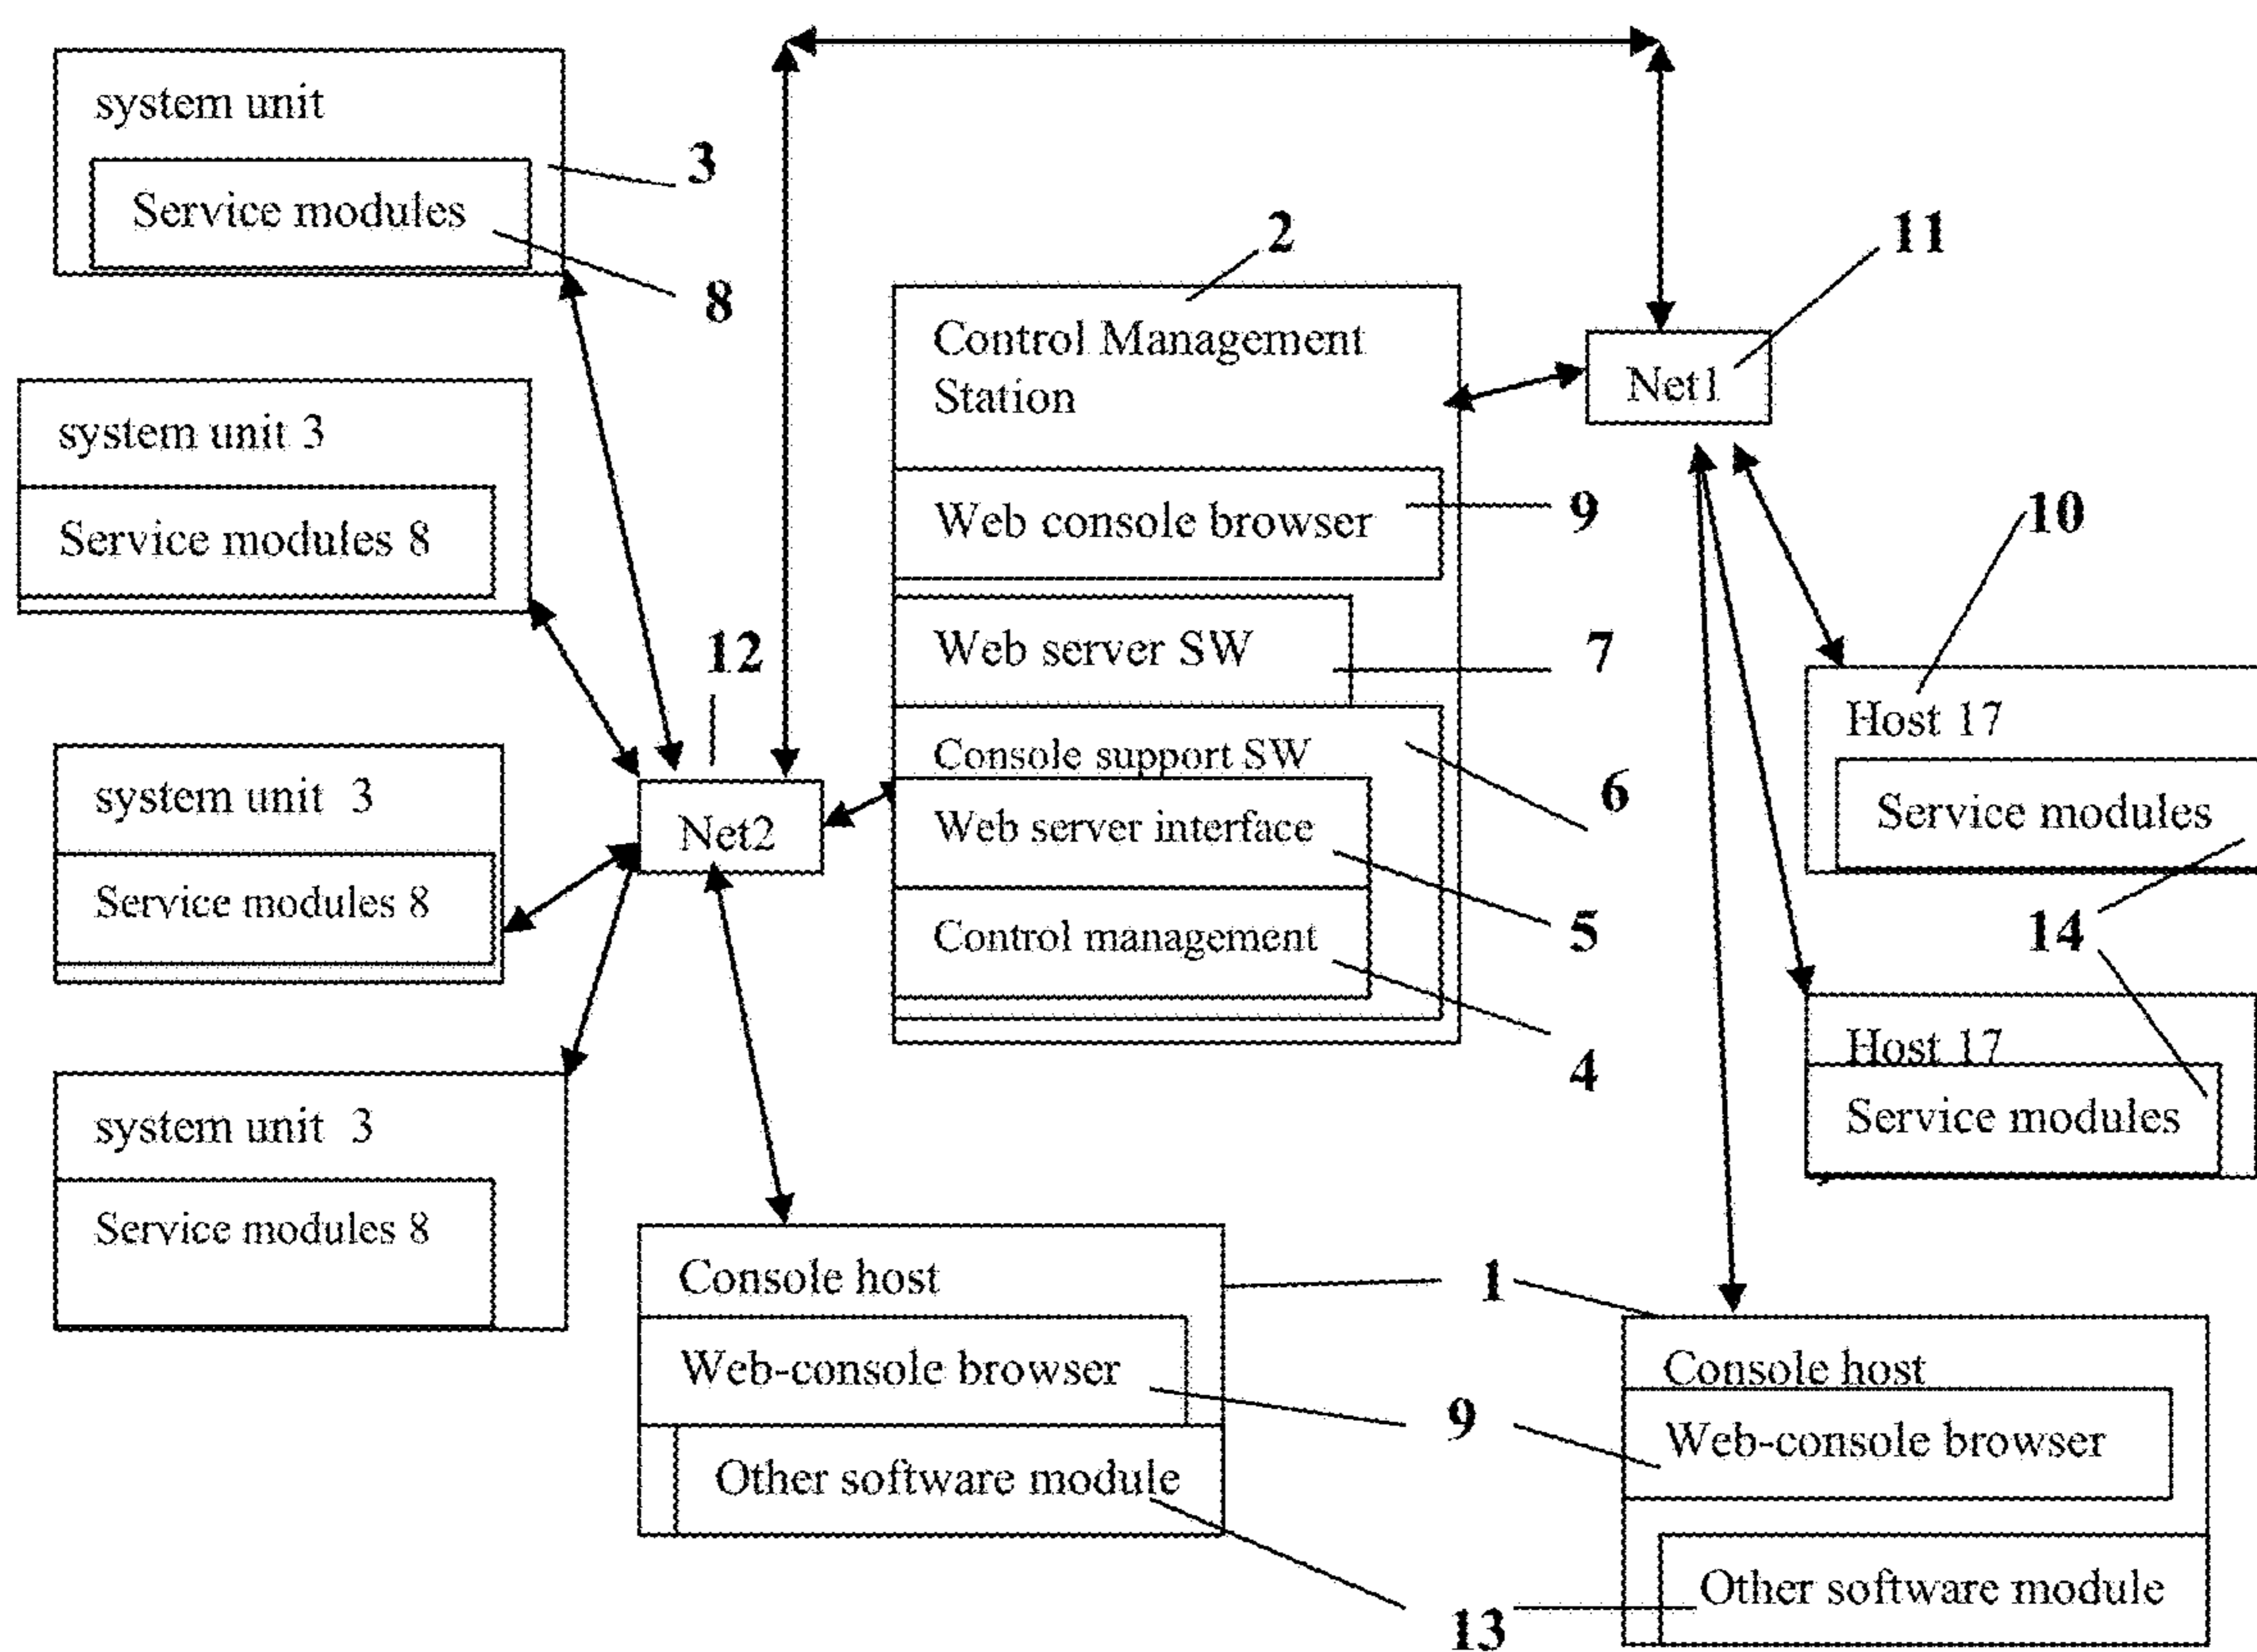 system unit
3
Service modules
8
system unit 3
Service modules 8
12
system unit 3
Service modules 8
Net2
system unit 3
Service modules 8
2
Control Management
Station
Web console browser
9
Web server SW
7
Console support SW
6
Web server interface
5
Control management
4
11
Net1
10
Host 17
Service modules
14
Host 17
Service modules
Console host
1
Web-console browser
9
Other software module
13
Console host
Web-console browser
Other software module